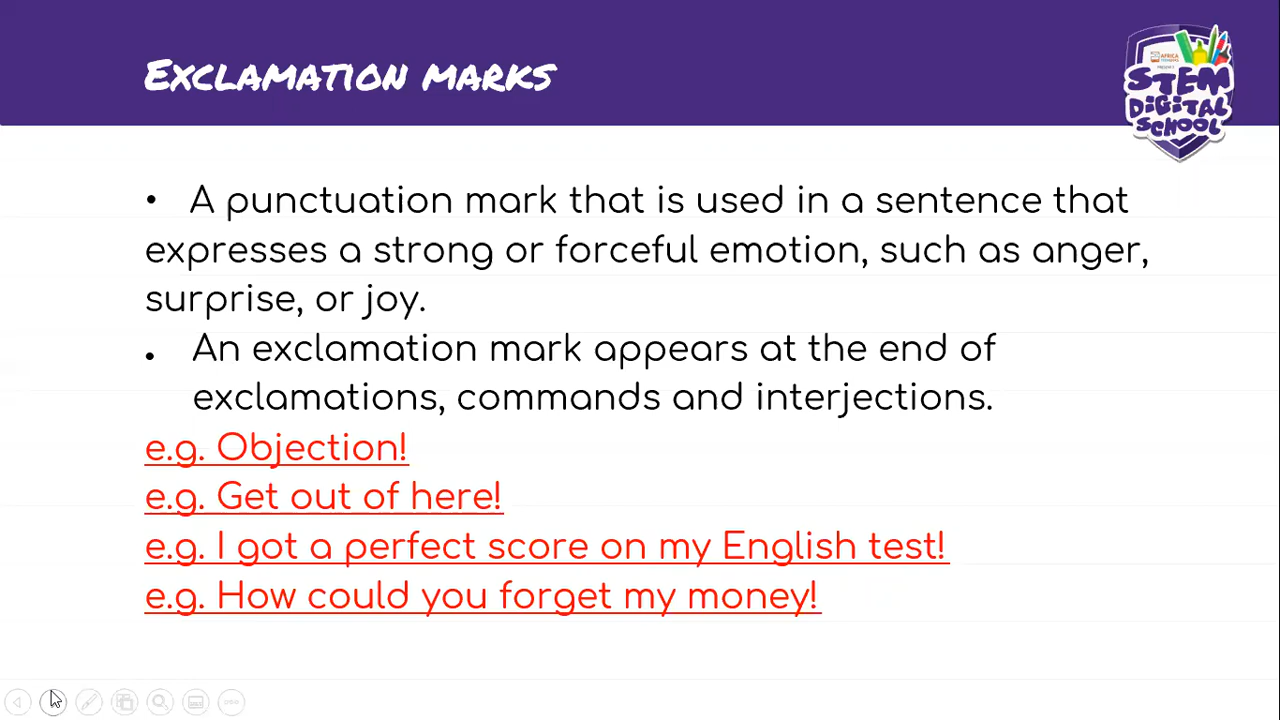 EXCLAMATION MARKS
AFRICA
STEM
DIGITAL
SCHOOL
• A punctuation mark that is used in a sentence that
expresses a strong or forceful emotion, such as anger,
surprise, or joy.
• An exclamation mark appears at the end of
exclamations, commands and interjections.
e.g. Objection!
e.g. Get out of here!
e.g. I got a perfect score on my English test!
e.g. How could you forget my money!